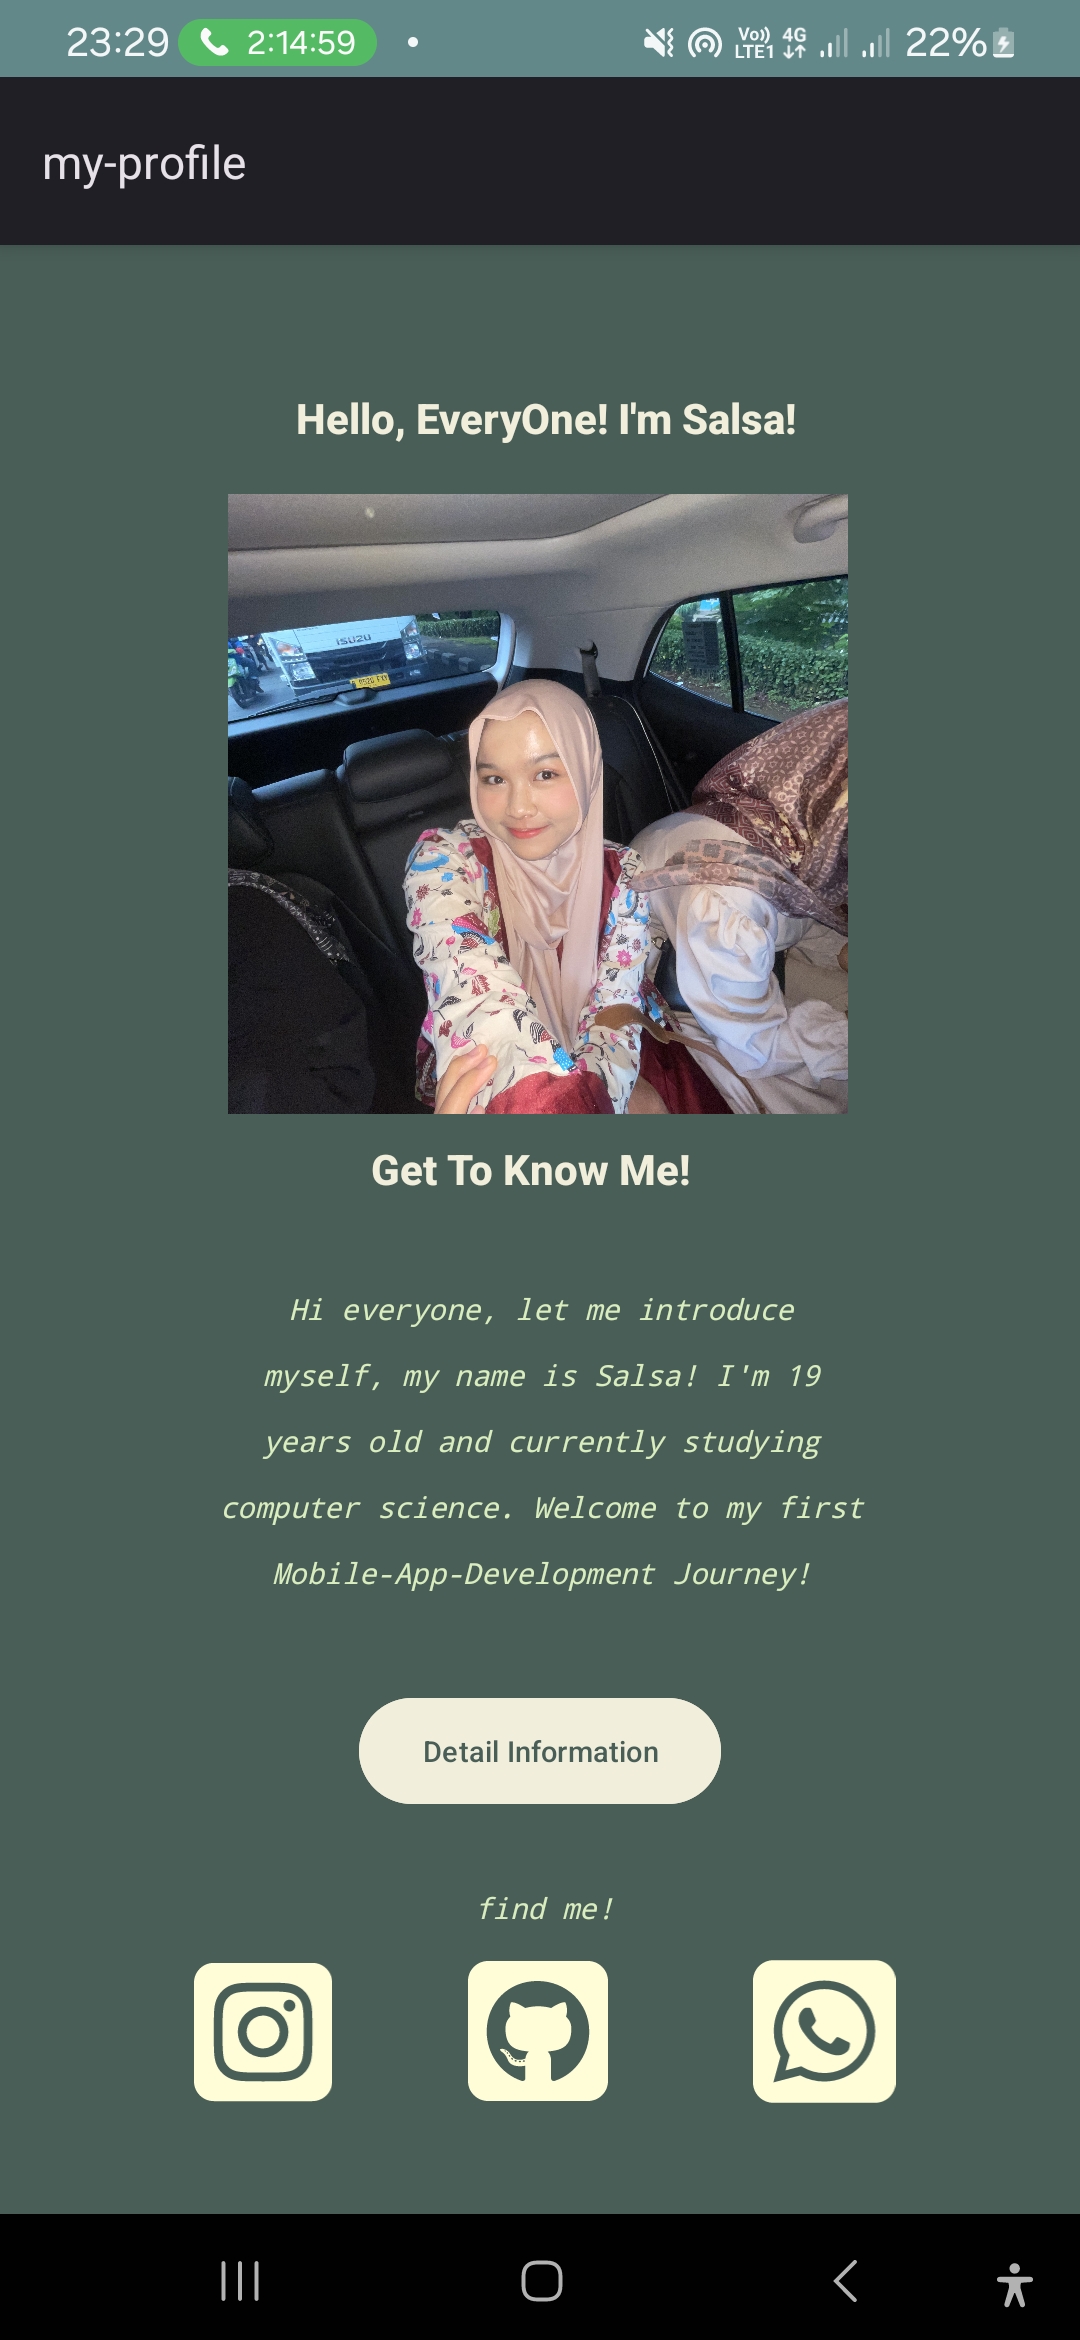 23:29 2:14:59 Vo)) LTE1 4G 22%
my-profile
Hello, EveryOne! I'm Salsa!
ISUZU
Get To Know Me!
Hi everyone, let me introduce
myself, my name is Salsa! I'm 19
years old and currently studying
computer science. Welcome to my first
Mobile-App-Development Journey!
Detail Information
find me!